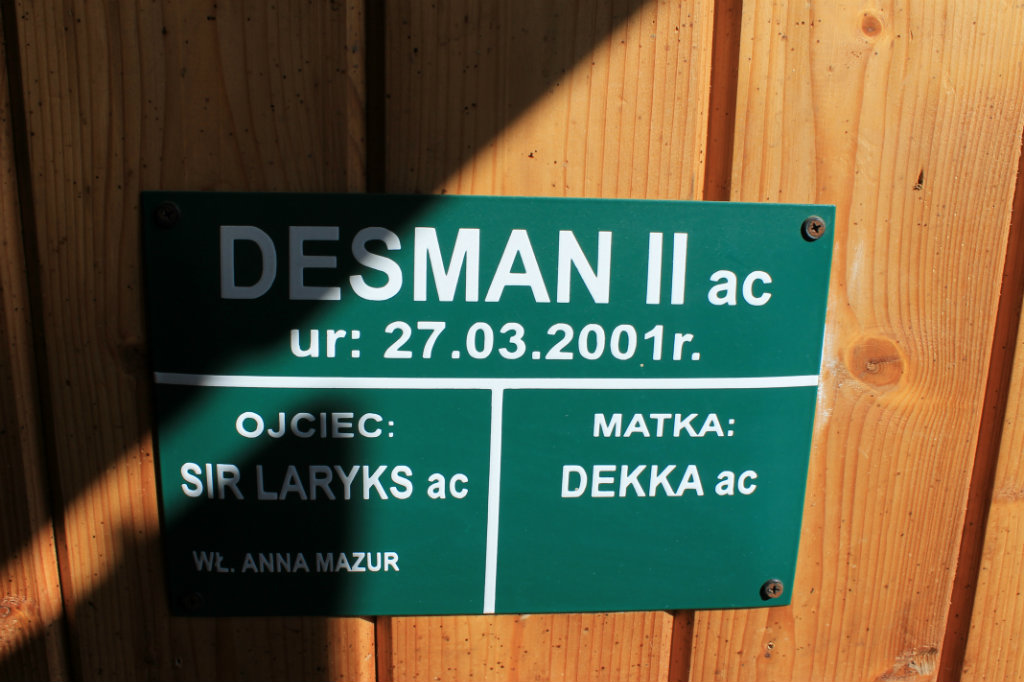 DESMAN II ac
ur: 27.03.2001r.
OJCIEC:
SIR LARYKS ac
WŁ. ANNA MAZUR
MATKA:
DEKKA ac